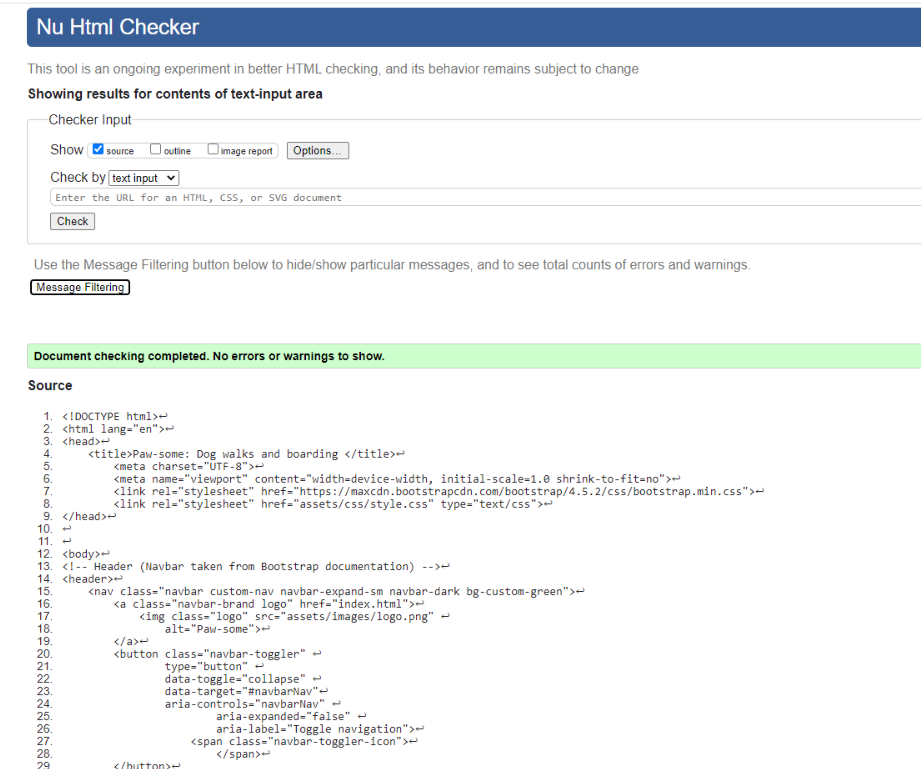 Nu Html Checker
This tool is an ongoing experiment in better HTML checking, and its behavior remains subject to change
Showing results for contents of text-input area
Checker Input
Show source outline image report Options...
Check by text input
Enter the URL for an HTML, CSS, or SVG document
Check
Use the Message Filtering button below to hide/show particular messages, and to see total counts of errors and warnings.
Message Filtering
Document checking completed. No errors or warnings to show.
Source
1. <!DOCTYPE html>↩
2. <html lang="en">↩
3. <head>↩
4. <title>Paw-some: Dog walks and boarding </title>↩
5. <meta charset="UTF-8">↩
6. <meta name="viewport" content="width=device-width, initial-scale=1.0 shrink-to-fit=no">↩
7. <link rel="stylesheet" href="https://maxcdn.bootstrapcdn.com/bootstrap/4.5.2/css/bootstrap.min.css">↩
8. <link rel="stylesheet" href="assets/css/style.css" type="text/css">↩
9. </head>↩
10. ↩
11. ↩
12. <body>↩
13. <!-- Header (Navbar taken from Bootstrap documentation) -->↩
14. <header>↩
15. <nav class="navbar custom-nav navbar-expand-sm navbar-dark bg-custom-green">↩
16. <a class="navbar-brand logo" href="index.html">↩
17. <img class="logo" src="assets/images/logo.png" ↩
18. alt="Paw-some">↩
19. </a>↩
20. <button class="navbar-toggler" ↩
21. type="button" ↩
22. data-toggle="collapse" ↩
23. data-target="#navbarNav"↩
24. aria-controls="navbarNav" ↩
25. aria-expanded="false" ↩
26. aria-label="Toggle navigation">↩
27. <span class="navbar-toggler-icon">↩
28. </span>↩
29. </button>↩